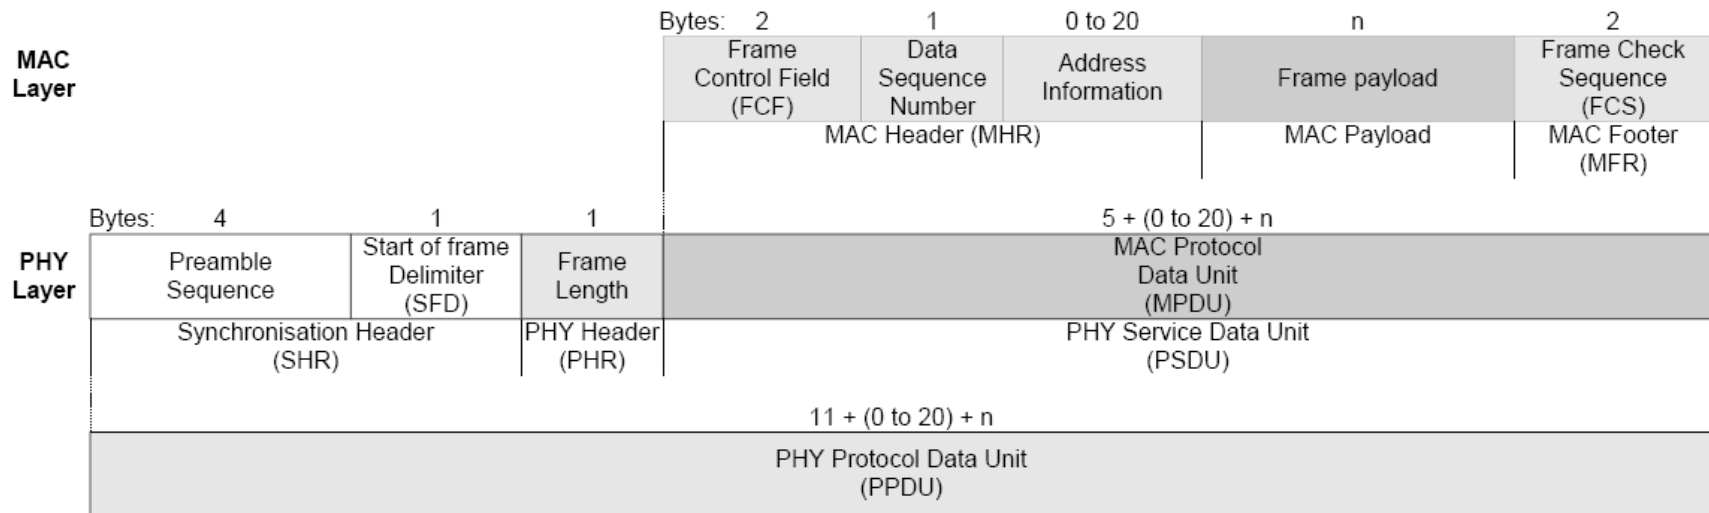 Bytes: 2 1 0 to 20 n 2
MAC
Layer
Frame
Control Field
(FCF)
Data
Sequence
Number
Address
Information
Frame payload
Frame Check
Sequence
(FCS)
MAC Header (MHR)
MAC Payload
MAC Footer
(MFR)
Bytes: 4 1 1 5 + (0 to 20) + n
PHY
Layer
Preamble
Sequence
Start of frame
Delimiter
(SFD)
Frame
Length
MAC Protocol
Data Unit
(MPDU)
Synchronisation Header
(SHR)
PHY Header
(PHR)
PHY Service Data Unit
(PSDU)
11 + (0 to 20) + n
PHY Protocol Data Unit
(PPDU)